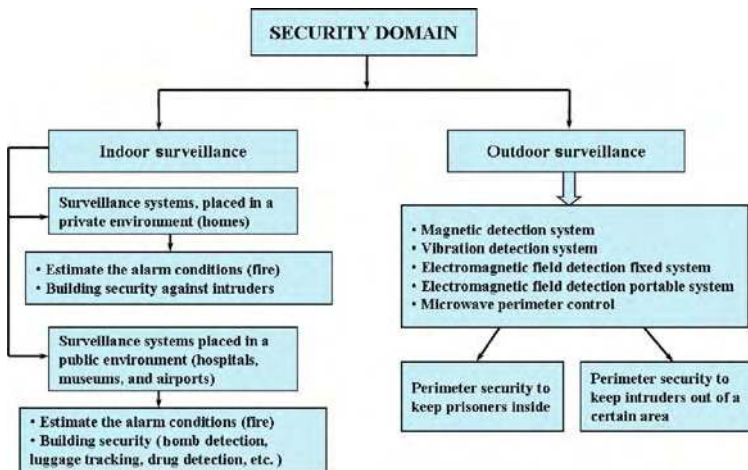 SECURITY DOMAIN
Indoor surveillance
Surveillance systems, placed in a
private environment (homes)
• Estimate the alarm conditions (fire)
• Building security against intruders
Surveillance systems placed in a
public environment (hospitals,
museums, and airports)
• Estimate the alarm conditions (fire)
• Building security (homb detection,
luggage tracking, drug detection, etc.)
Outdoor surveillance
• Magnetic detection system
• Vibration detection system
• Electromagnetic field detection fixed system
• Electromagnetic field detection portable system
• Microwave perimeter control
Perimeter security to
keep prisoners inside
Perimeter security to
keep intruders out of a
certain area